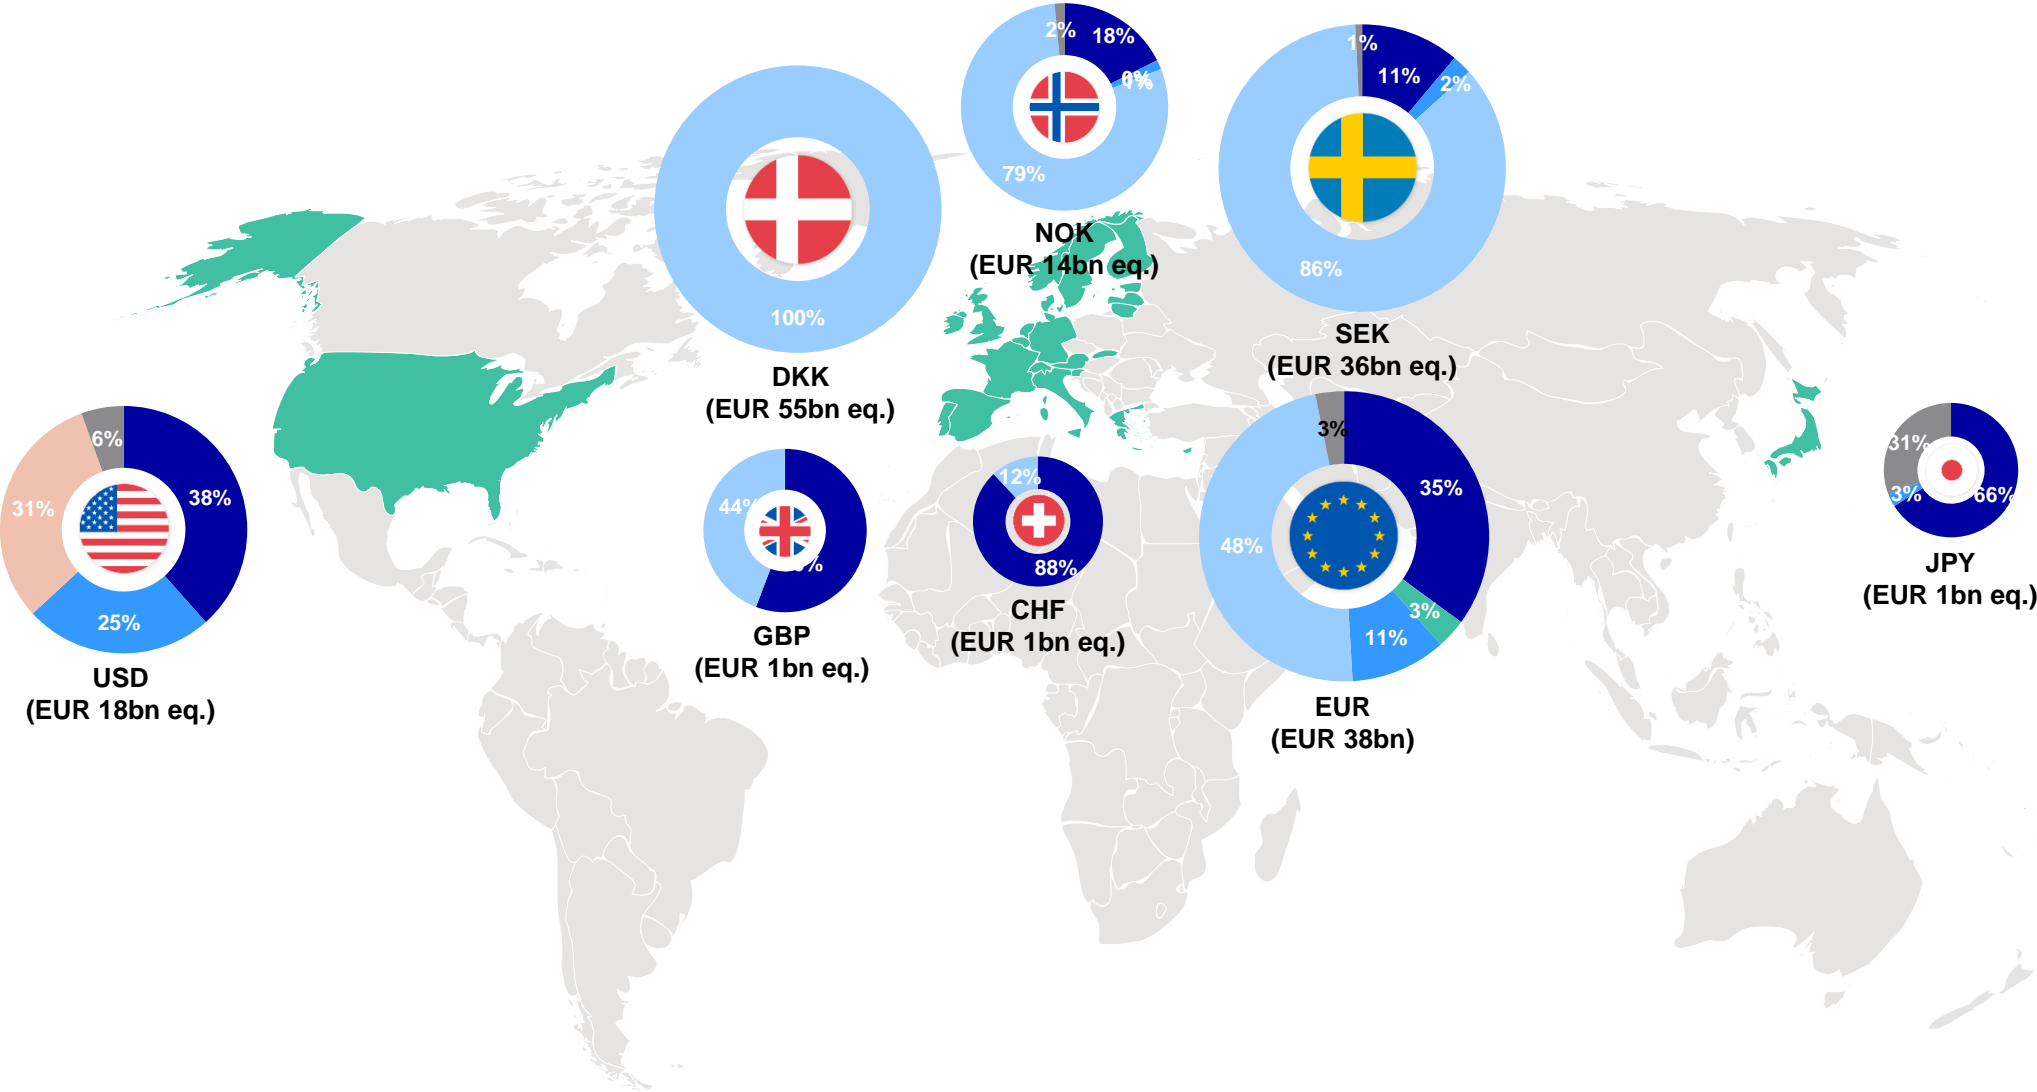 2%
18%
0%
1%
79%
NOK
(EUR 14bn eq.)
1%
11%
2%
86%
SEK
(EUR 36bn eq.)
100%
DKK
(EUR 55bn eq.)
6%
38%
31%
25%
USD
(EUR 18bn eq.)
44%
GBP
(EUR 1bn eq.)
12%
88%
CHF
(EUR 1bn eq.)
3%
35%
48%
3%
11%
EUR
(EUR 38bn)
31%
3%
66%
JPY
(EUR 1bn eq.)